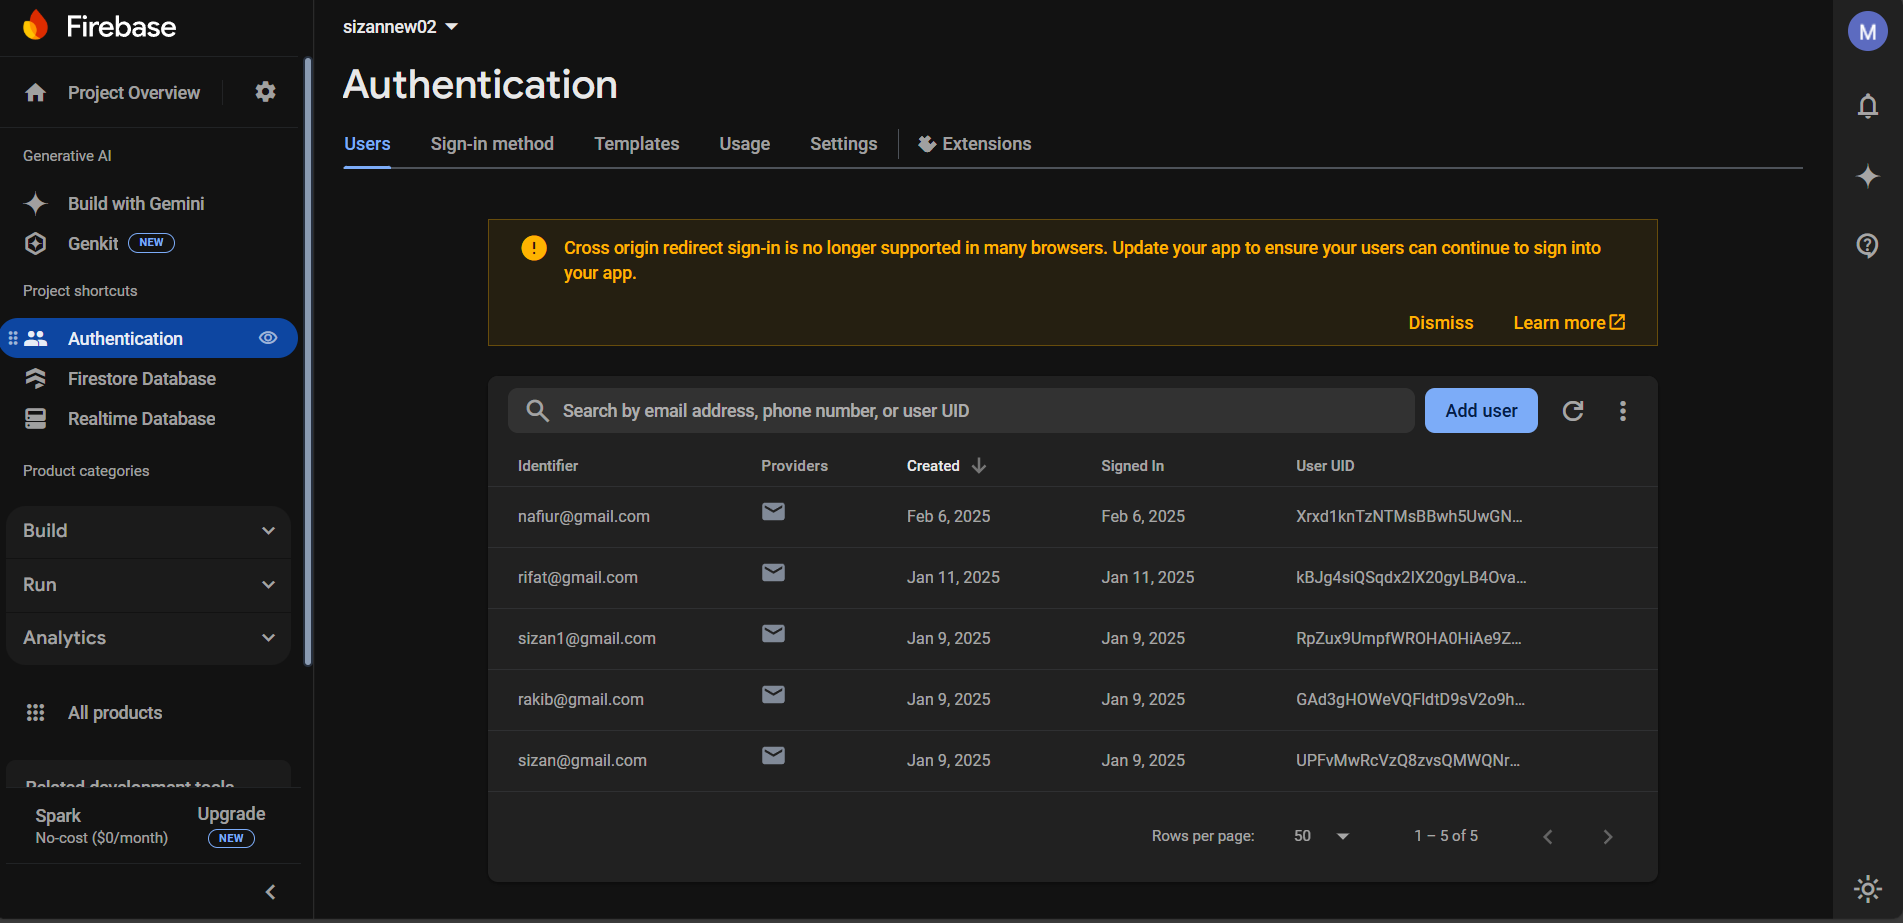 Firebase
Project Overview
Generative AI
Build with Gemini
Genkit NEW
Project shortcuts
Authentication
Firestore Database
Realtime Database
Product categories
Build
Run
Analytics
All products
Related development tools
Spark
No-cost ($0/month)
Upgrade
NEW
sizannew02
Authentication
Users Sign-in method Templates Usage Settings Extensions
Cross origin redirect sign-in is no longer supported in many browsers. Update your app to ensure your users can continue to sign into
your app.
Dismiss Learn more
Search by email address, phone number, or user UID Add user
Identifier Providers Created Signed In User UID
nafiur@gmail.com Feb 6, 2025 Feb 6, 2025 Xrxd1knTzNTMsBBwh5UwGN...
rifat@gmail.com Jan 11, 2025 Jan 11, 2025 kBJg4siQSqdx2IX20gyLB4Ova...
sizan1@gmail.com Jan 9, 2025 Jan 9, 2025 RpZux9UmpfWROHA0HiAe9Z...
rakib@gmail.com Jan 9, 2025 Jan 9, 2025 GAd3gHOWeVQFldtD9sV2o9h...
sizan@gmail.com Jan 9, 2025 Jan 9, 2025 UPFvMwRcVzQ8zvsQMWQNr...
Rows per page: 50 1 – 5 of 5
M